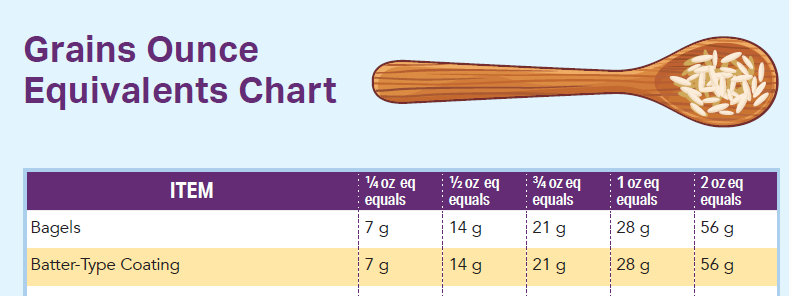 Grains Ounce
Equivalents Chart
ITEM ¼ oz eq equals ½ oz eq equals ¾ oz eq equals 1 oz eq equals 2 oz eq equals
Bagels 7 g 14 g 21 g 28 g 56 g
Batter-Type Coating 7 g 14 g 21 g 28 g 56 g